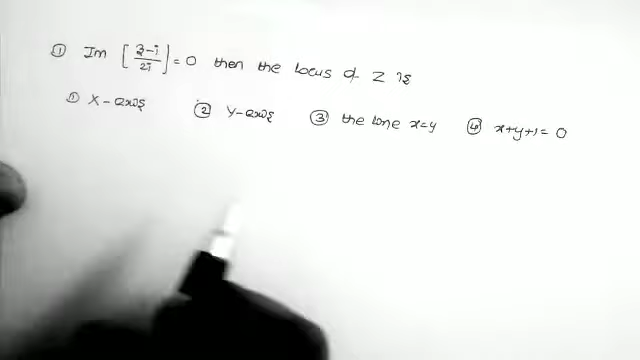 ① Im [z-i/2i] = 0 then the locus of z is
① X-axis ② Y-axis ③ the line x=y ④ x+y+1=0